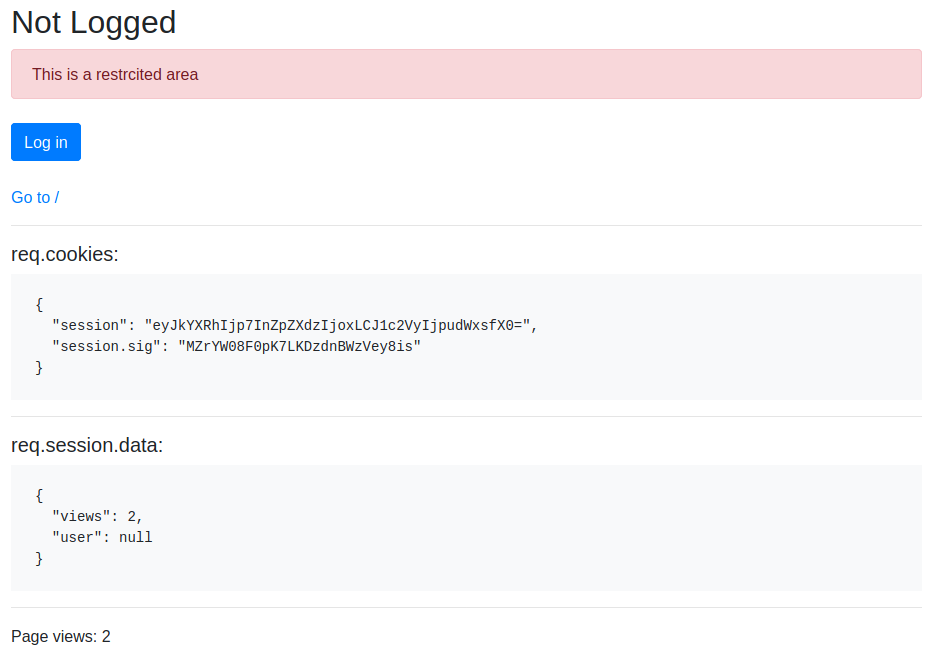 Not Logged
This is a restrcited area
Log in
Go to /
req.cookies:
{
  "session": "eyJkYXRhIjp7InZpZXdzIjoxLCJ1c2VyIjpudWxsfX0=",
  "session.sig": "MZrYW08F0pK7LKDzdnBWzVey8is"
}
req.session.data:
{
  "views": 2,
  "user": null
}
Page views: 2